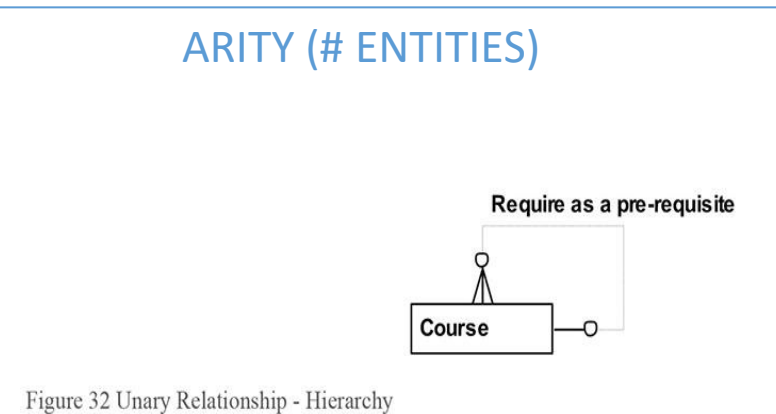 ARITY (# ENTITIES)
Require as a pre-requisite
Course
Figure 32 Unary Relationship - Hierarchy